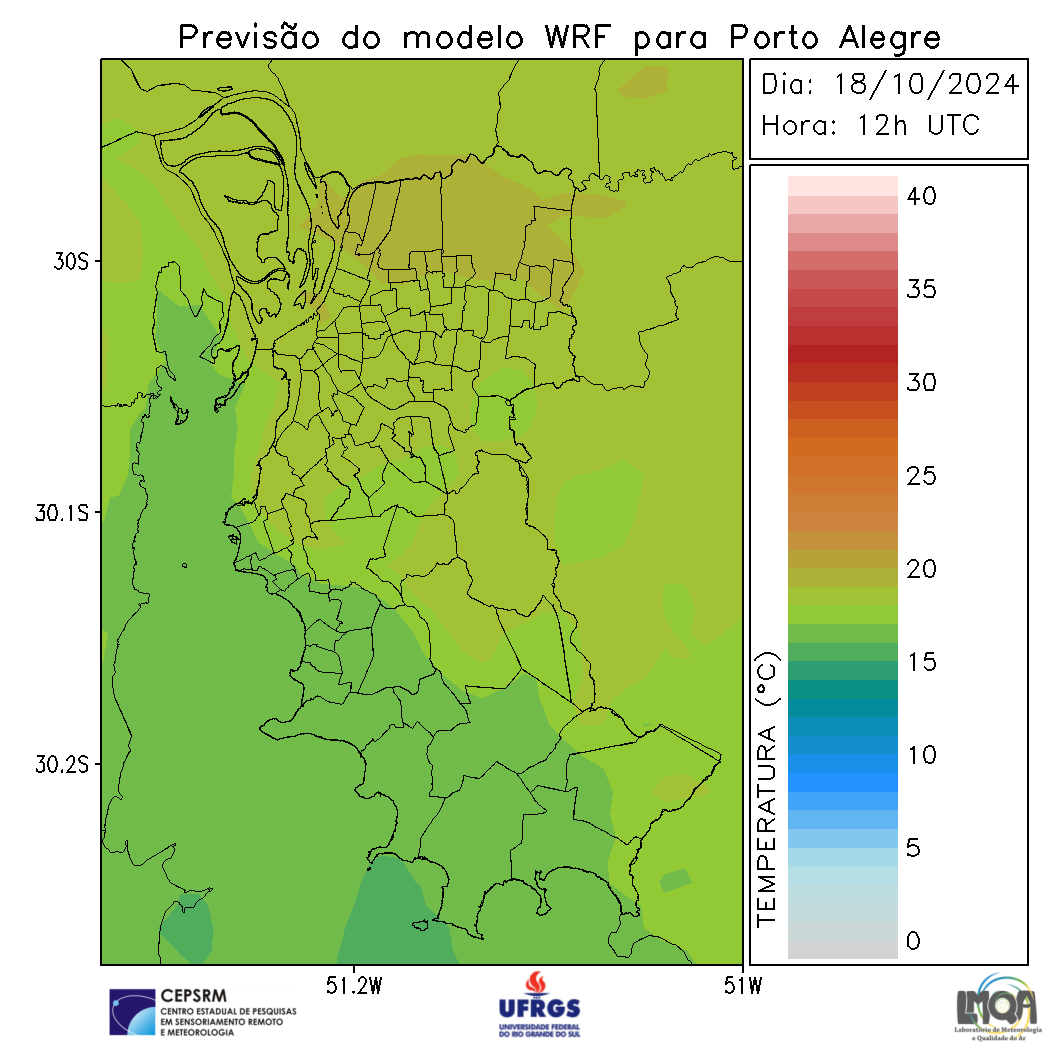 Previsão do modelo WRF para Porto Alegre
Dia: 18/10/2024
Hora: 12h UTC
40
35
30
25
20
15
10
5
0
TEMPERATURA (°C)
30S
30.1S
30.2S
51.2W
51W
CEPSRM
CENTRO ESTADUAL DE PESQUISAS
EM SENSORIAMENTO REMOTO
E METEOROLOGIA
UFRGS
UNIVERSIDADE FEDERAL
DO RIO GRANDE DO SUL
LMQA
Laboratório de Meteorologia
e Qualidade do Ar